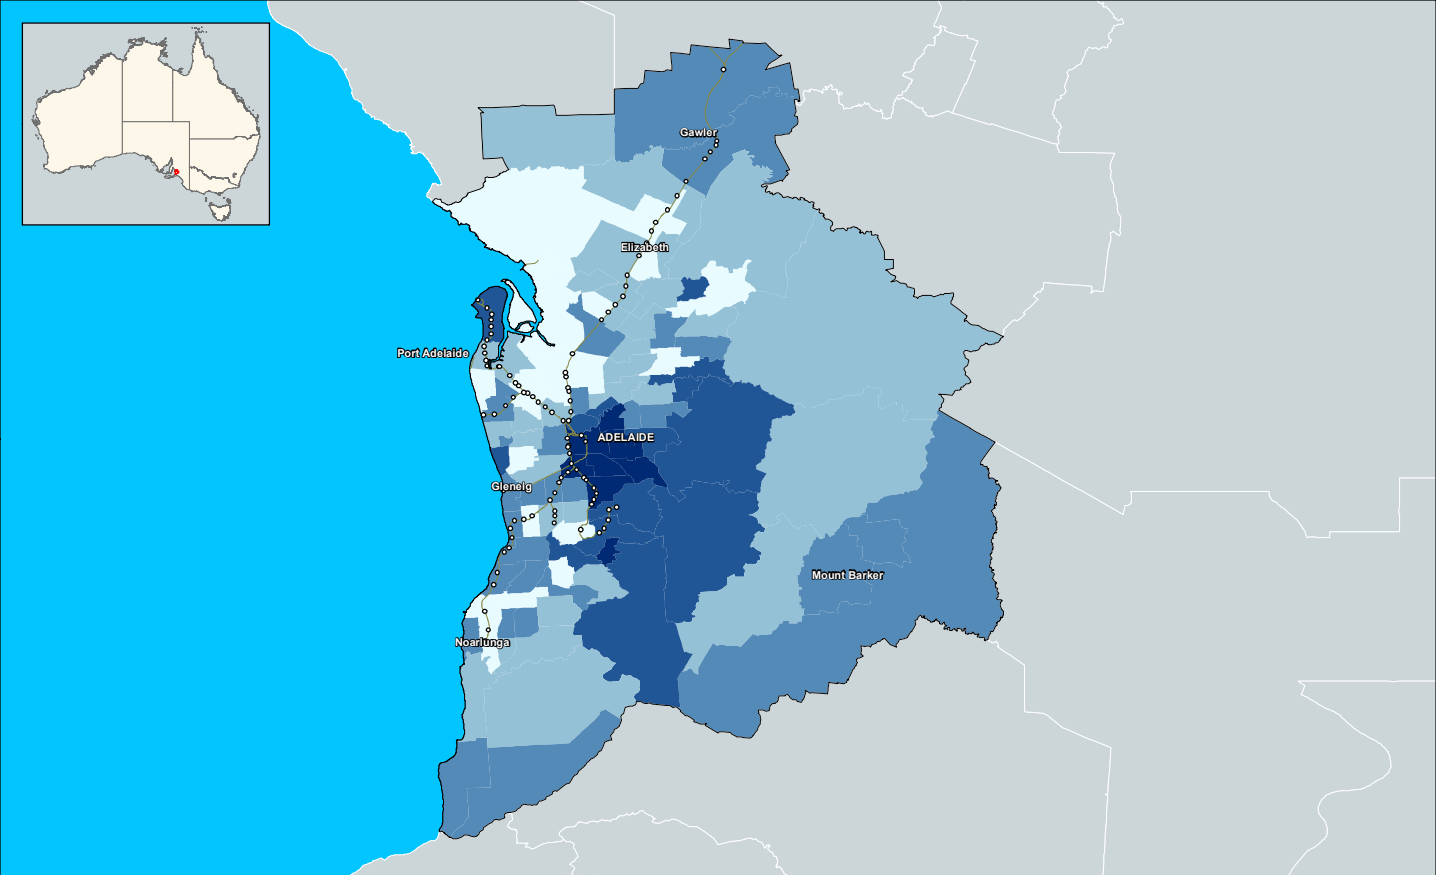 Gawler
Elizabeth
Port Adelaide
ADELAIDE
Glenelg
Mount Barker
Noarlunga